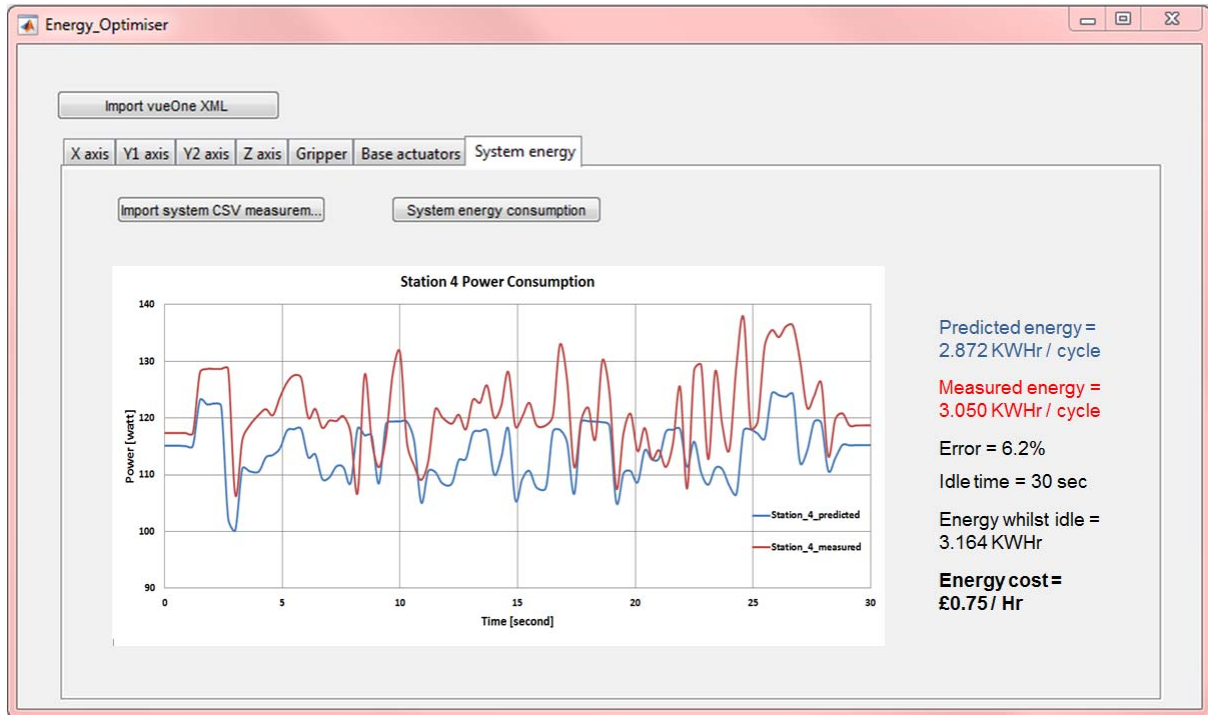 Energy_Optimiser
Import vueOne XML
X axis Y1 axis Y2 axis Z axis Gripper Base actuators System energy
Import system CSV measurem...
System energy consumption
Station 4 Power Consumption
Power [watt]
140
130
120
110
100
90
0 5 10 15 20 25 30
Time [second]
Station_4_predicted
Station_4_measured
Predicted energy =
2.872 KWHr / cycle
Measured energy =
3.050 KWHr / cycle
Error = 6.2%
Idle time = 30 sec
Energy whilst idle =
3.164 KWHr
Energy cost =
£0.75 / Hr